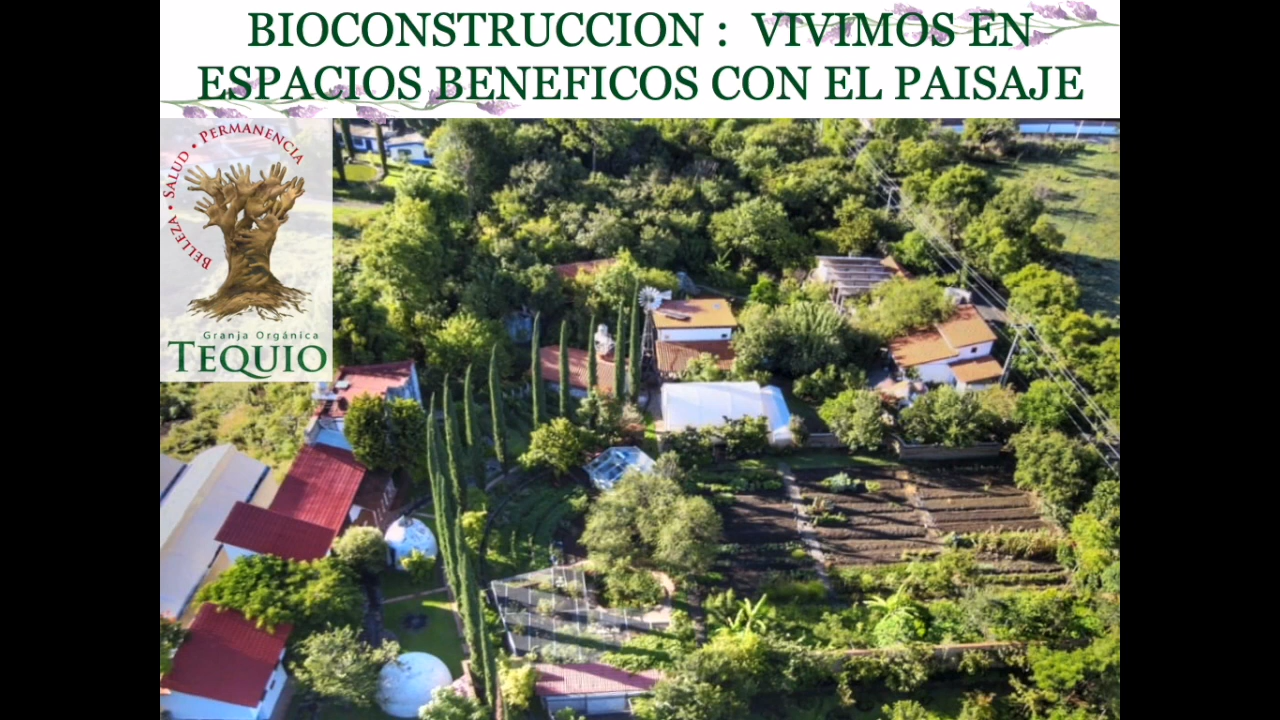 BIOCONSTRUCCION : VIVIMOS EN
ESPACIOS BENEFICOS CON EL PAISAJE
BELLEZA • SALUD • PERMANENCIA
Granja Orgánica
TEQUIO